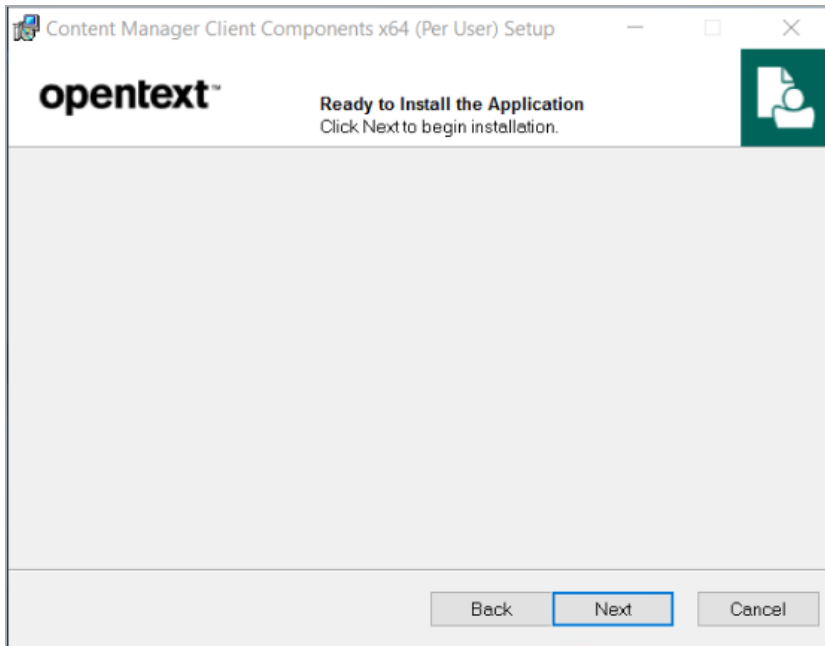 Content Manager Client Components x64 (Per User) Setup
opentext™
Ready to Install the Application
Click Next to begin installation.
Back
Next
Cancel